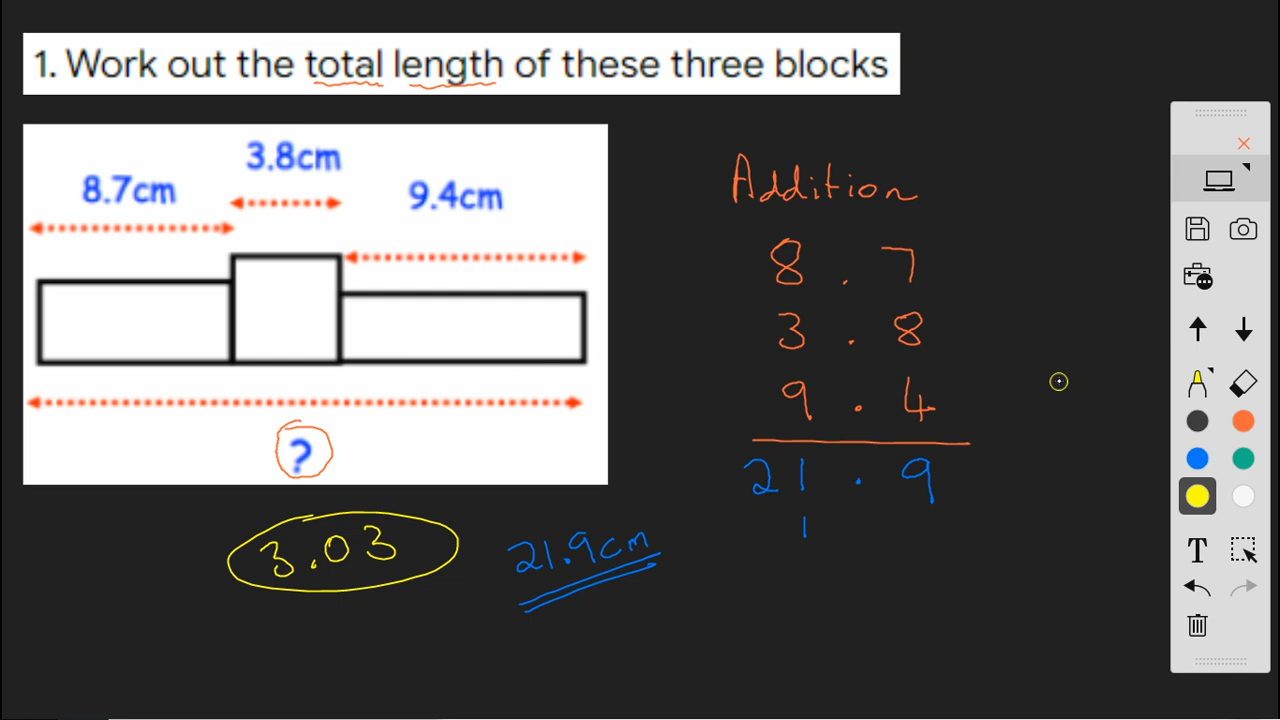 1. Work out the total length of these three blocks
3.8cm
8.7cm
9.4cm
?
Addition
8.7
3.8
9.4
21.9
1
3.03
21.9cm
T